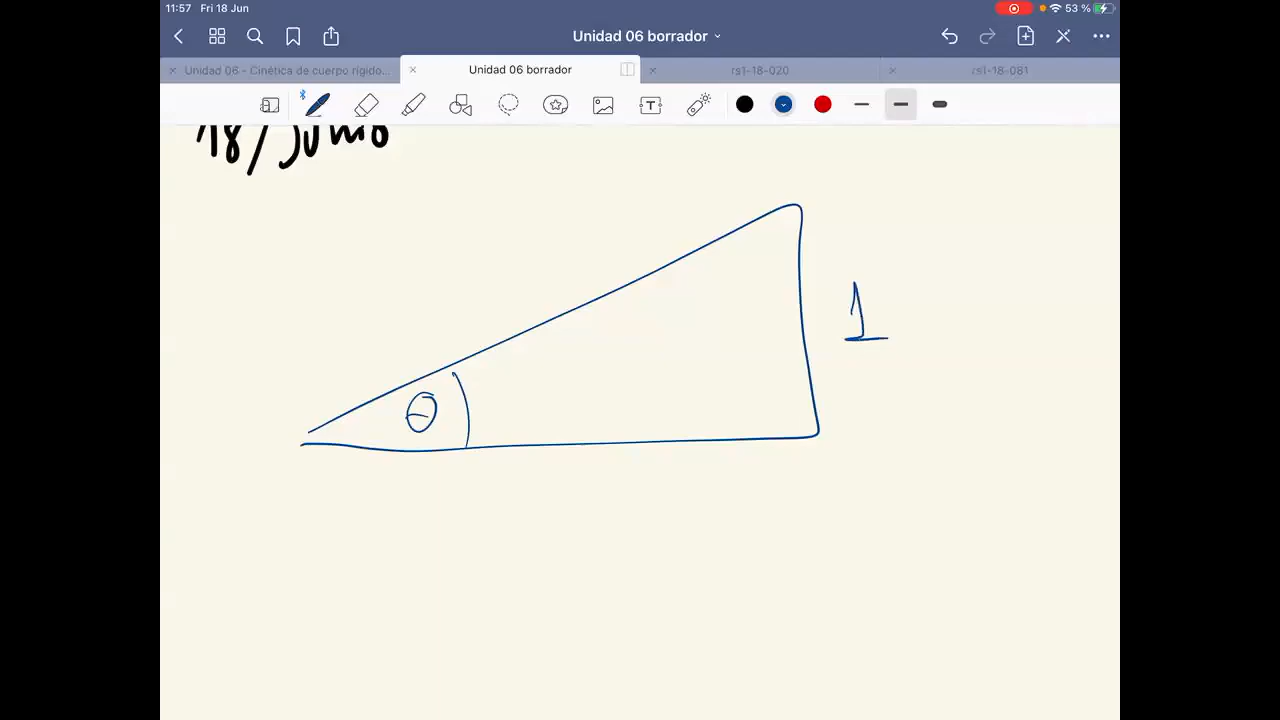 11:57 Fri 18 Jun 53 %
Unidad 06 borrador
Unidad 06 - Cinética de cuerpo rígido... Unidad 06 borrador rs1-18-020 rs1-18-081
T
18/Junio
1
θ